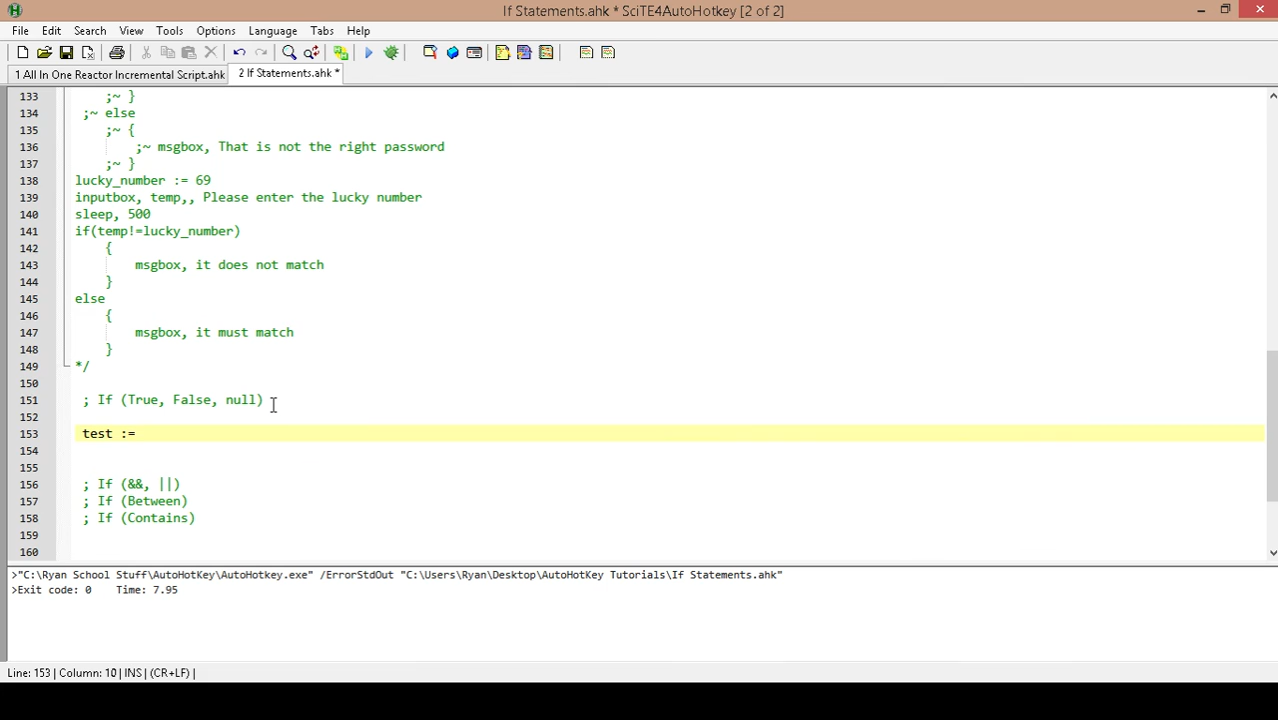 If Statements.ahk * SciTE4AutoHotkey [2 of 2]
File Edit Search View Tools Options Language Tabs Help
1 All In One Reactor Incremental Script.ahk 2 If Statements.ahk *
133 ;~ }
134 ;~ else
135 ;~ {
136 ;~ msgbox, That is not the right password
137 ;~ }
138 lucky_number := 69
139 inputbox, temp,, Please enter the lucky number
140 sleep, 500
141 if(temp!=lucky_number)
142 {
143 msgbox, it does not match
144 }
145 else
146 {
147 msgbox, it must match
148 }
149 */
150
151 ; If (True, False, null)
152
153 test :=
154
155
156 ; If (&&, ||)
157 ; If (Between)
158 ; If (Contains)
159
160
>"C:\Ryan School Stuff\AutoHotKey\AutoHotkey.exe" /ErrorStdOut "C:\Users\Ryan\Desktop\AutoHotKey Tutorials\If Statements.ahk"
>Exit code: 0 Time: 7.95
Line: 153 | Column: 10 | INS | (CR+LF) |